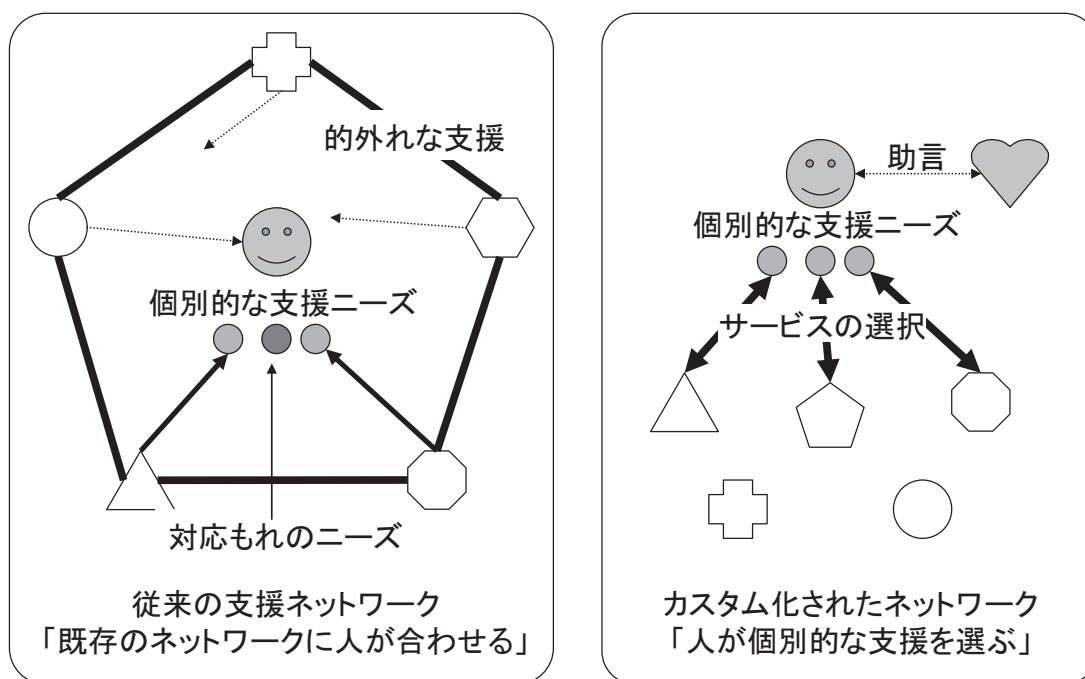 的外れな支援
個別的な支援ニーズ
対応もれのニーズ
従来の支援ネットワーク
「既存のネットワークに人が合わせる」
助言
個別的な支援ニーズ
サービスの選択
カスタム化されたネットワーク
「人が個別的な支援を選ぶ」